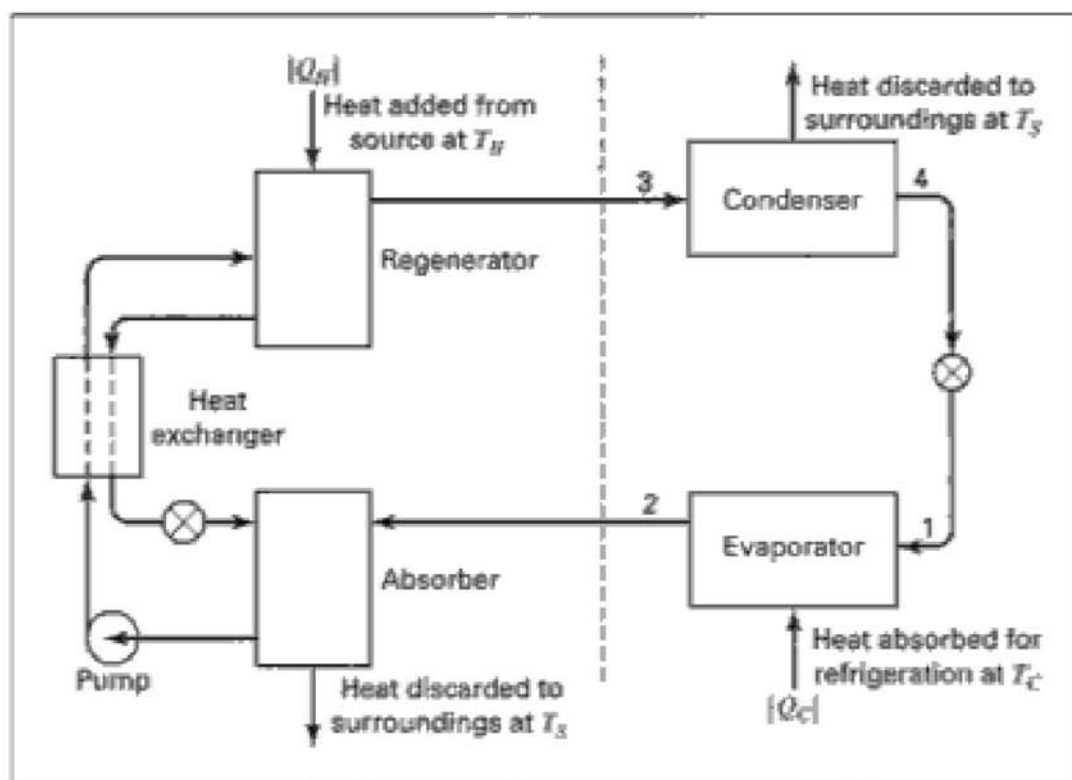 |Q_H|
Heat added from
source at T_H
Heat discarded to
surroundings at T_S
3
Condenser
4
Regenerator
Heat
exchanger
2
1
Evaporator
Absorber
Pump
Heat discarded to
surroundings at T_S
Heat absorbed for
refrigeration at T_C
|Q_C|